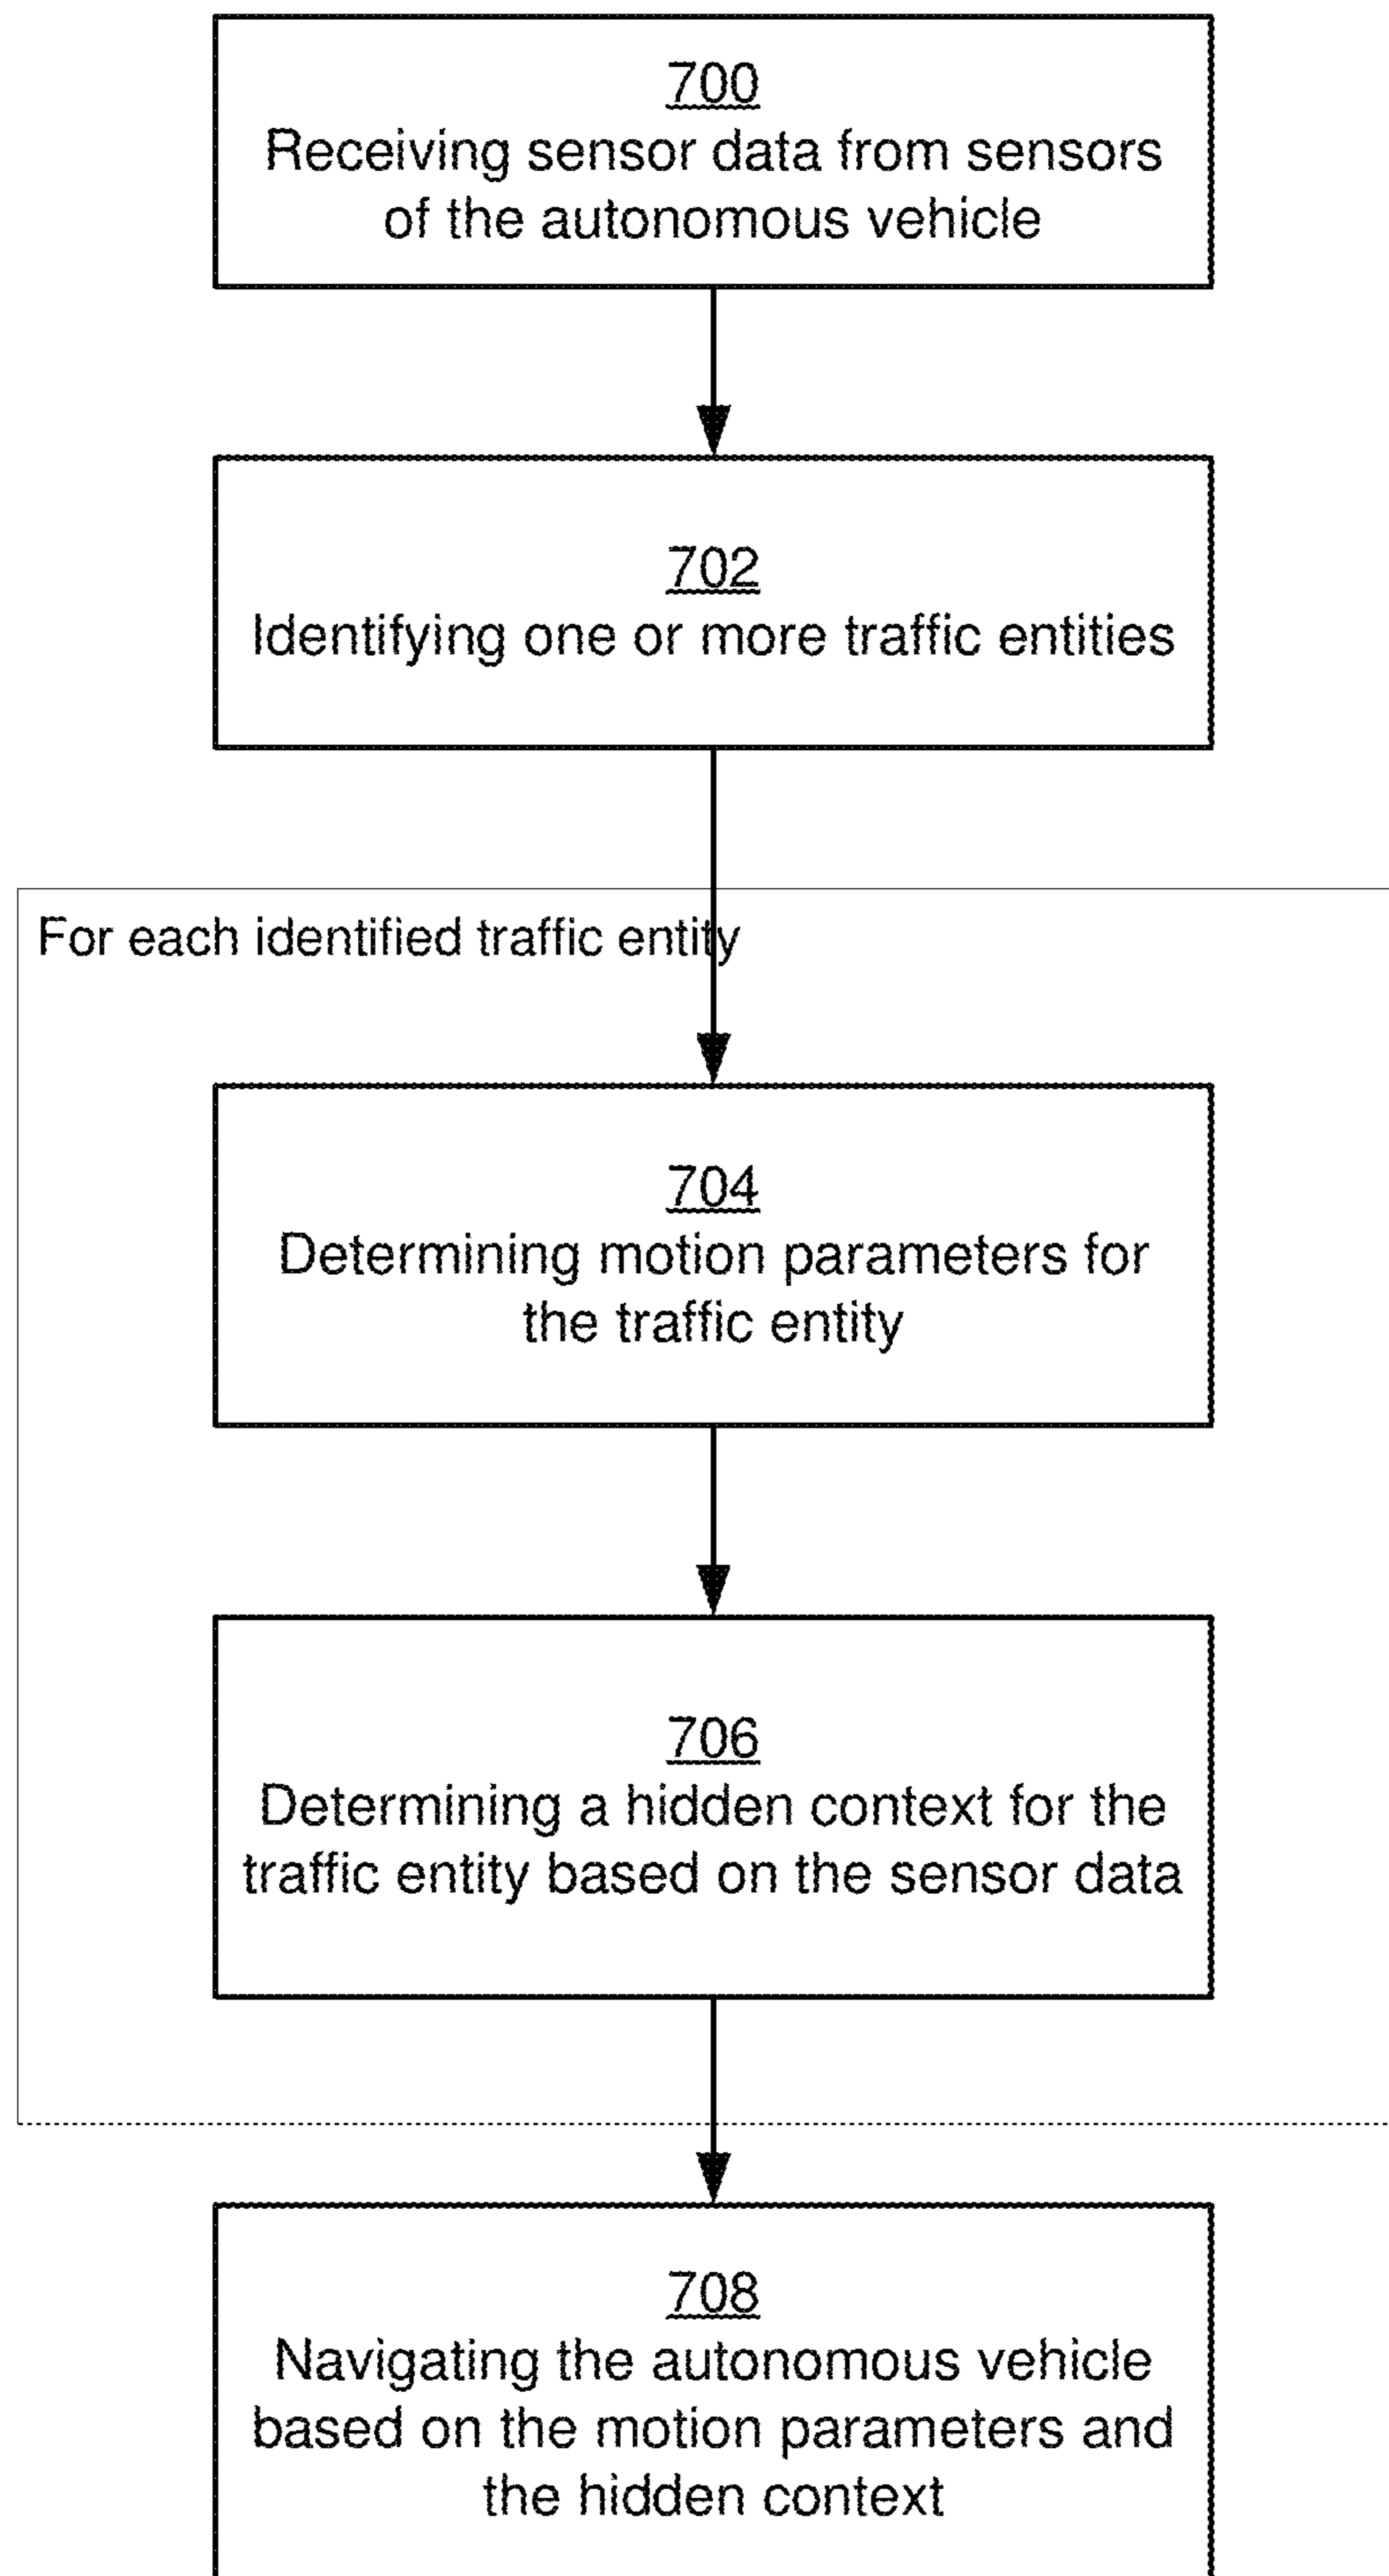 700
Receiving sensor data from sensors
of the autonomous vehicle
702
Identifying one or more traffic entities
For each identified traffic entity
704
Determining motion parameters for
the traffic entity
706
Determining a hidden context for the
traffic entity based on the sensor data
708
Navigating the autonomous vehicle
based on the motion parameters and
the hidden context